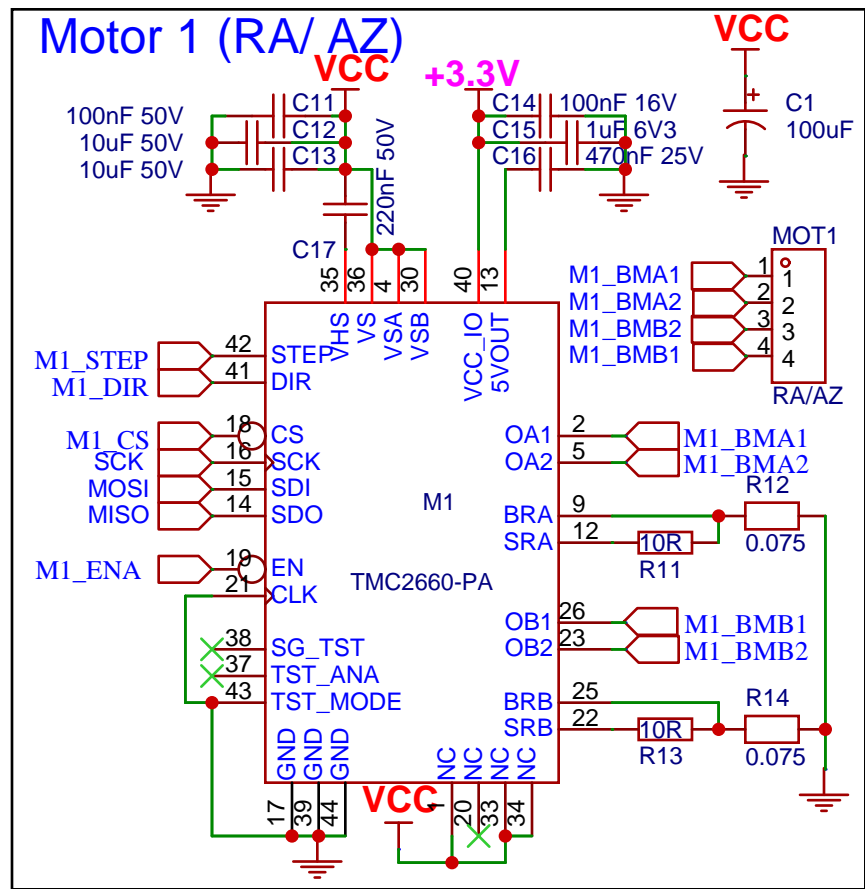 Motor 1 (RA/ AZ)
VCC
+3.3V
VCC
100nF 50V
C11
C14
100nF 16V
10uF 50V
C12
C15
1uF 6V3
10uF 50V
C13
C16
470nF 25V
C1
100uF
220nF 50V
C17
35
36
4
30
40
13
VHS
VS
VSA
VSB
VCC_IO
5VOUT
MOT1
M1_BMA1
1
1
M1_BMA2
2
2
M1_BMB2
3
3
M1_BMB1
4
4
RA/AZ
M1_STEP
42
STEP
M1_DIR
41
DIR
M1_CS
18
CS
SCK
16
SCK
MOSI
15
SDI
MISO
14
SDO
M1_ENA
19
EN
21
CLK
38
SG_TST
37
TST_ANA
43
TST_MODE
M1
TMC2660-PA
OA1
2
M1_BMA1
OA2
5
M1_BMA2
BRA
9
R12
0.075
SRA
12
10R
R11
OB1
26
M1_BMB1
OB2
23
M1_BMB2
BRB
25
R14
0.075
SRB
22
10R
R13
GND
GND
GND
NC
NC
NC
NC
17
39
44
VCC
1
20
33
34